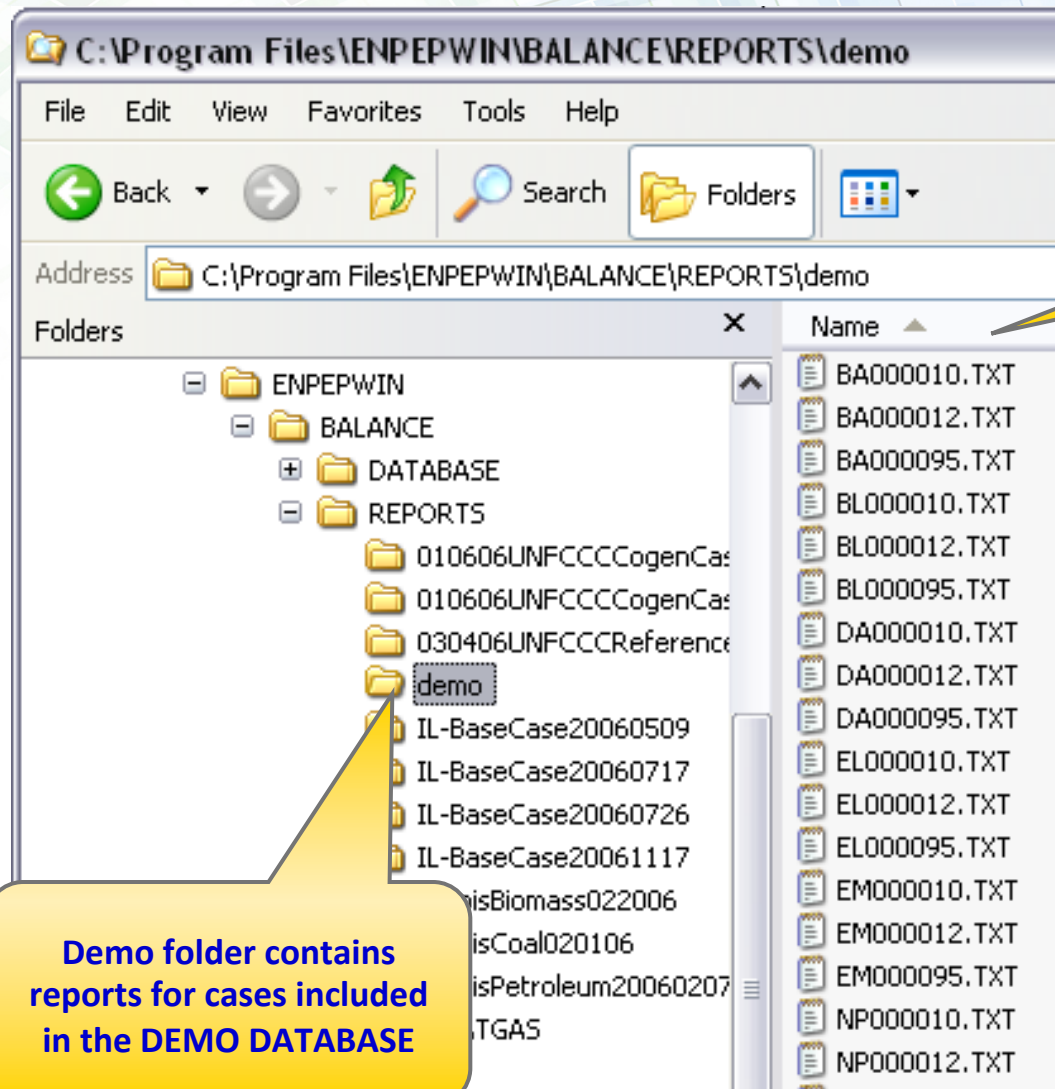 C:\Program Files\ENPEPWIN\BALANCE\REPORTS\demo
File Edit View Favorites Tools Help
Back Search Folders
Address C:\Program Files\ENPEPWIN\BALANCE\REPORTS\demo
Folders
ENPEPWIN
BALANCE
DATABASE
REPORTS
010606UNFCCCCogenCas
010606UNFCCCCogenCas
030406UNFCCCReference
demo
IL-BaseCase20060509
IL-BaseCase20060717
IL-BaseCase20060726
IL-BaseCase20061117
isBiomass022006
isCoal020106
isPetroleum20060207
TGAS
Demo folder contains
reports for cases included
in the DEMO DATABASE
Name
BA000010.TXT
BA000012.TXT
BA000095.TXT
BL000010.TXT
BL000012.TXT
BL000095.TXT
DA000010.TXT
DA000012.TXT
DA000095.TXT
EL000010.TXT
EL000012.TXT
EL000095.TXT
EM000010.TXT
EM000012.TXT
EM000095.TXT
NP000010.TXT
NP000012.TXT